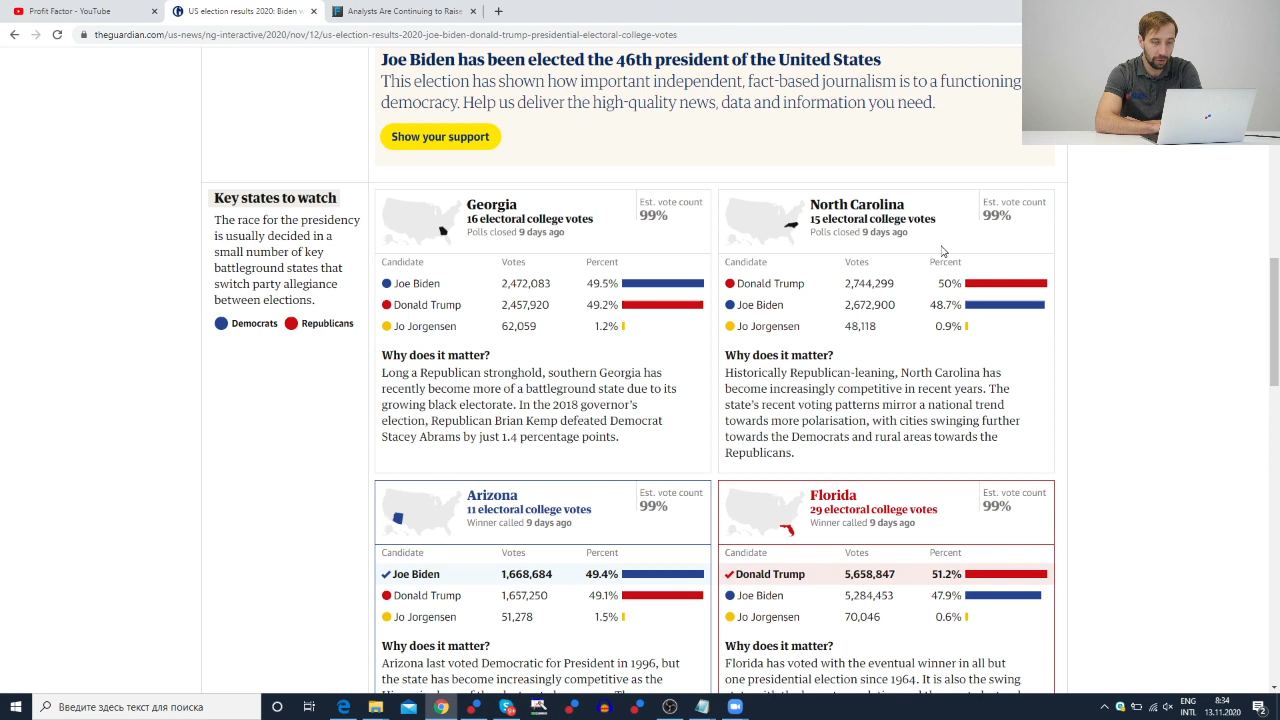 Profit Factor - YouTube
US election results 2020: Biden v
Analysts Are Continuing to Raise
theguardian.com/us-news/ng-interactive/2020/nov/12/us-election-results-2020-joe-biden-donald-trump-presidential-electoral-college-votes
Joe Biden has been elected the 46th president of the United States
This election has shown how important independent, fact-based journalism is to a functioning
democracy. Help us deliver the high-quality news, data and information you need.
Show your support
Key states to watch
The race for the presidency
is usually decided in a
small number of key
battleground states that
switch party allegiance
between elections.
Democrats Republicans
Georgia
16 electoral college votes
Polls closed 9 days ago
Est. vote count
99%
Candidate Votes Percent
Joe Biden 2,472,083 49.5%
Donald Trump 2,457,920 49.2%
Jo Jorgensen 62,059 1.2%
Why does it matter?
Long a Republican stronghold, southern Georgia has
recently become more of a battleground state due to its
growing black electorate. In the 2018 governor's
election, Republican Brian Kemp defeated Democrat
Stacey Abrams by just 1.4 percentage points.
North Carolina
15 electoral college votes
Polls closed 9 days ago
Est. vote count
99%
Candidate Votes Percent
Donald Trump 2,744,299 50%
Joe Biden 2,672,900 48.7%
Jo Jorgensen 48,118 0.9%
Why does it matter?
Historically Republican-leaning, North Carolina has
become increasingly competitive in recent years. The
state's recent voting patterns mirror a national trend
towards more polarisation, with cities swinging further
towards the Democrats and rural areas towards the
Republicans.
Arizona
11 electoral college votes
Winner called 9 days ago
Est. vote count
99%
Candidate Votes Percent
Joe Biden 1,668,684 49.4%
Donald Trump 1,657,250 49.1%
Jo Jorgensen 51,278 1.5%
Why does it matter?
Arizona last voted Democratic for President in 1996, but
the state has become increasingly competitive as the
Florida
29 electoral college votes
Winner called 9 days ago
Est. vote count
99%
Candidate Votes Percent
Donald Trump 5,658,847 51.2%
Joe Biden 5,284,453 47.9%
Jo Jorgensen 70,046 0.6%
Why does it matter?
Florida has voted with the eventual winner in all but
one presidential election since 1964. It is also the swing
Введите здесь текст для поиска
ENG
INTL
8:34
13.11.2020
2